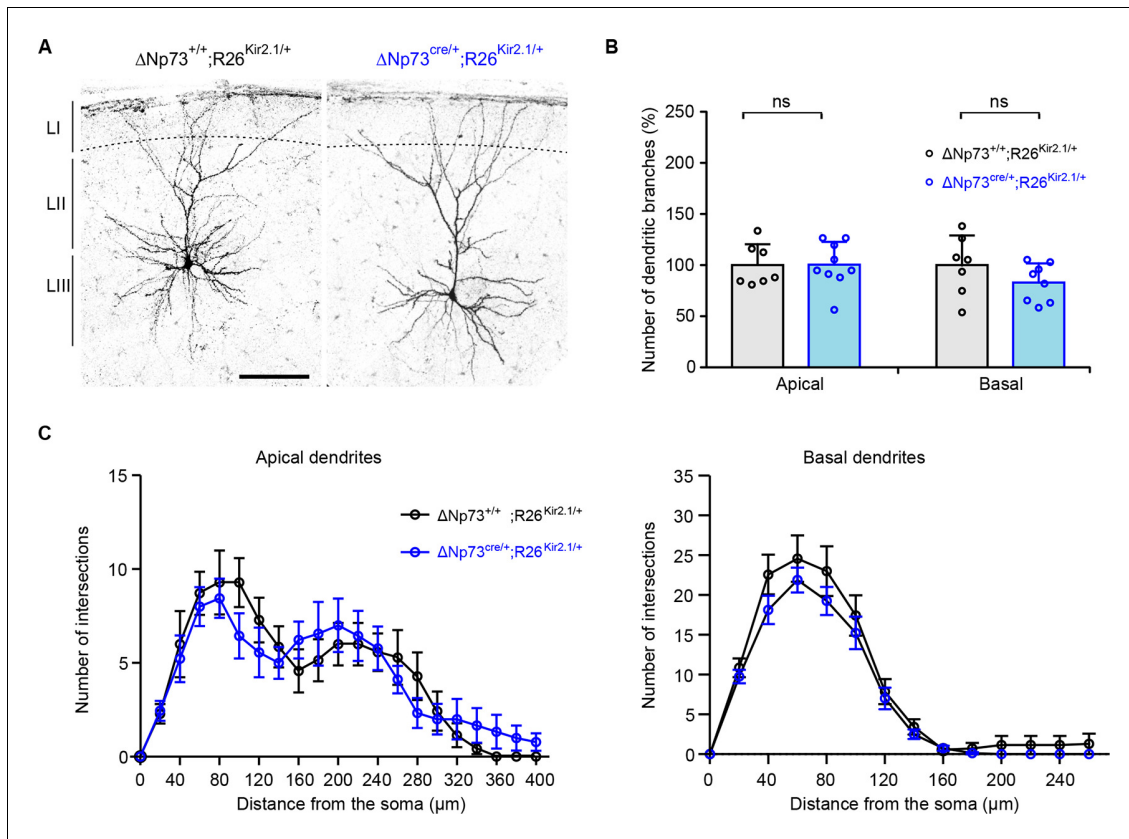 A
ΔNp73+/+;R26Kir2.1/+
ΔNp73cre/+;R26Kir2.1/+
LI
LII
LIII
B
Number of dendritic branches (%)
250
200
150
100
50
0
ns
ns
ΔNp73+/+;R26Kir2.1/+
ΔNp73cre/+;R26Kir2.1/+
Apical
Basal
C
Apical dendrites
Number of intersections
15
10
5
0
ΔNp73+/+ ;R26Kir2.1/+
ΔNp73cre/+;R26Kir2.1/+
0 40 80 120 160 200 240 280 320 360 400
Distance from the soma (µm)
Basal dendrites
Number of intersections
35
30
25
20
15
10
5
0
0 40 80 120 160 200 240
Distance from the soma (µm)